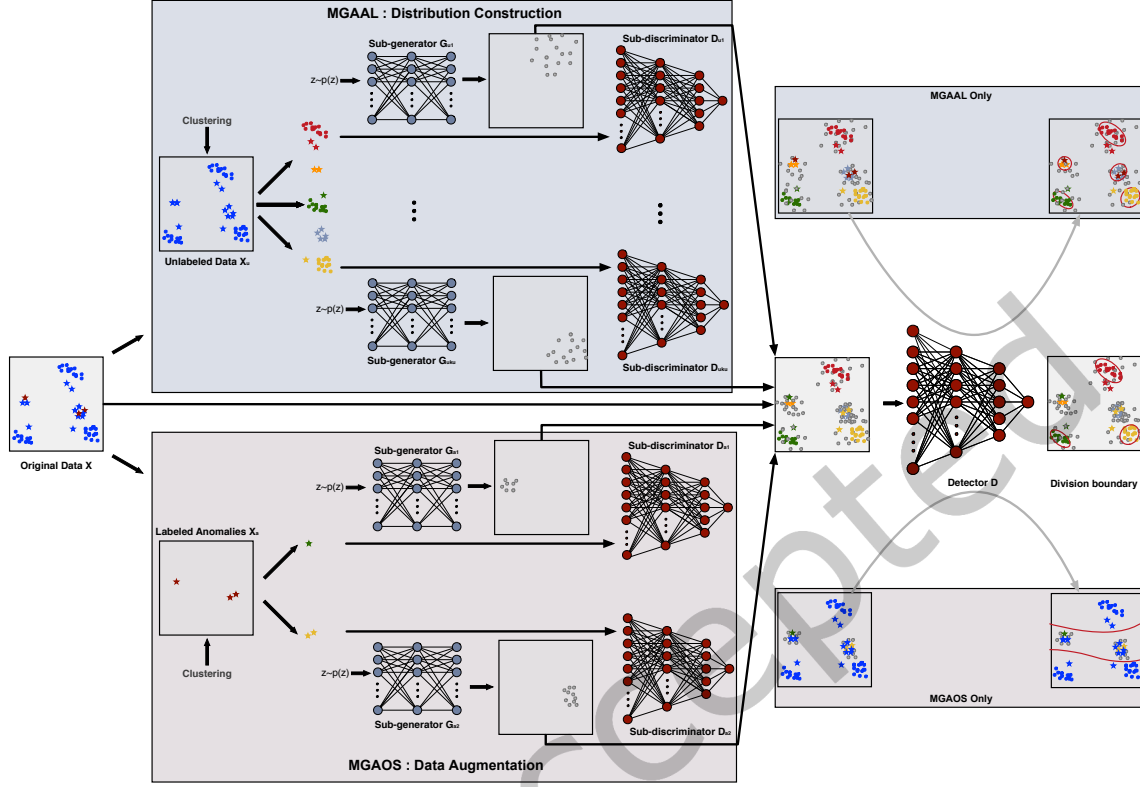 MGAAL : Distribution Construction
Sub-generator Gu1
Sub-discriminator Du1
z~p(z)
Clustering
Unlabeled Data Xu
z~p(z)
Sub-generator Guku
Sub-discriminator Duku
MGAAL Only
Original Data X
Detector D
Division boundary
Sub-generator Ga1
Sub-discriminator Da1
z~p(z)
Labeled Anomalies Xa
Clustering
z~p(z)
Sub-generator Ga2
Sub-discriminator Da2
MGAOS : Data Augmentation
MGAOS Only
ccepted